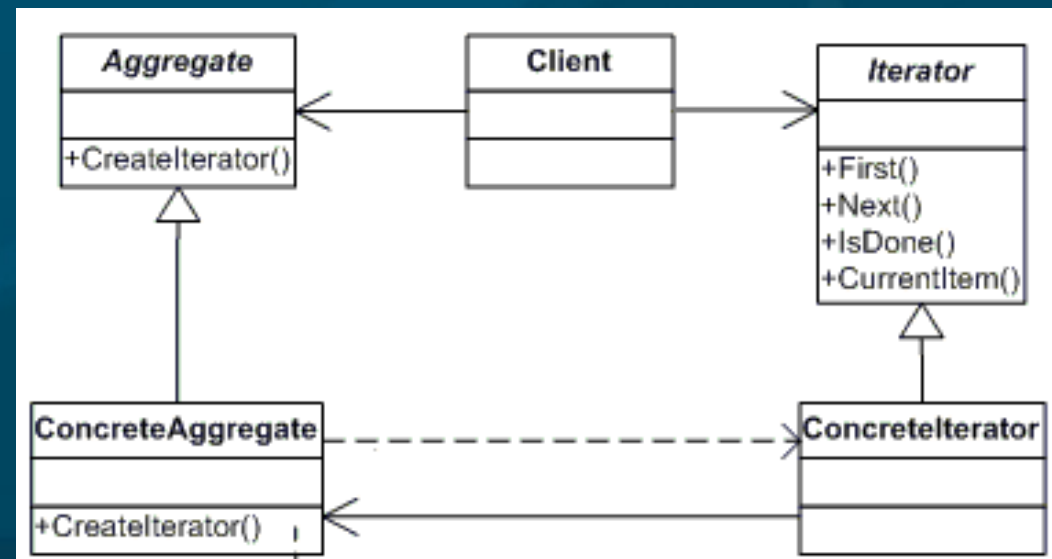 Aggregate
+CreateIterator()
Client
Iterator
+First()
+Next()
+IsDone()
+CurrentItem()
ConcreteAggregate
+CreateIterator()
ConcreteIterator